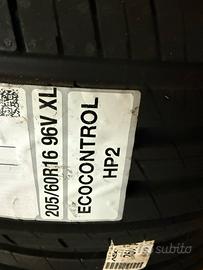 205/60R16 96V XL
ECOCONTROL
HP2
subito